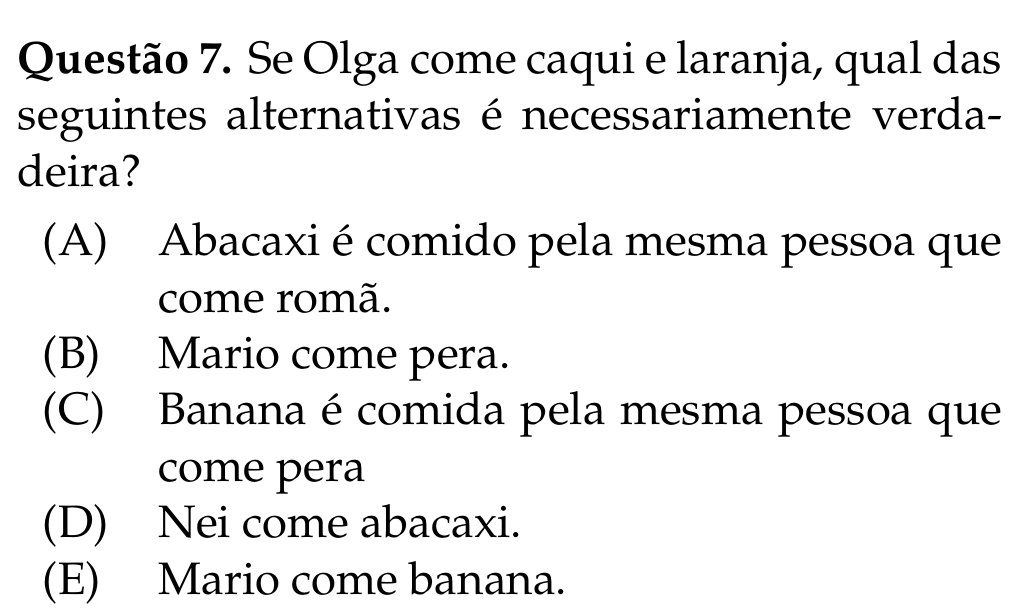 Questão 7. Se Olga come caqui e laranja, qual das
seguintes alternativas é necessariamente verda-
deira?
(A) Abacaxi é comido pela mesma pessoa que
come romã.
(B) Mario come pera.
(C) Banana é comida pela mesma pessoa que
come pera
(D) Nei come abacaxi.
(E) Mario come banana.